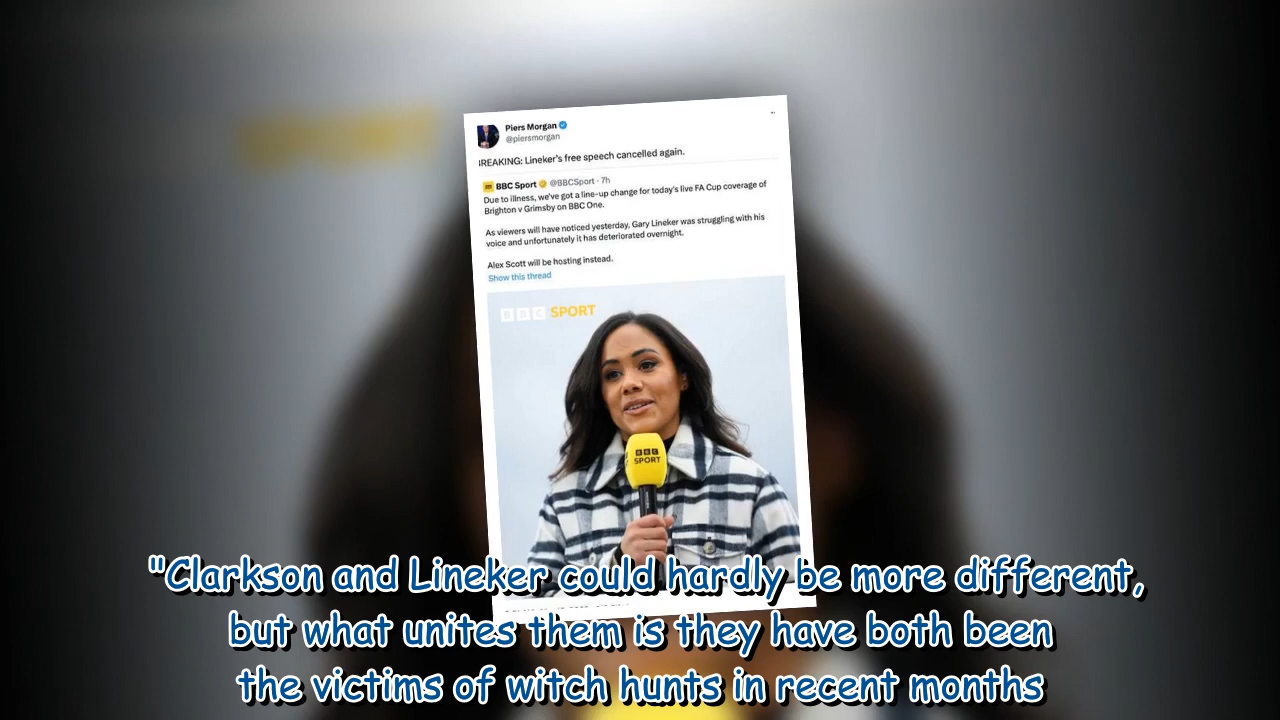 Piers Morgan
@piersmorgan
BREAKING: Lineker's free speech cancelled again.
BBC Sport @BBCSport · 7h
Due to illness, we've got a line-up change for today's live FA Cup coverage of
Brighton v Grimsby on BBC One.
As viewers will have noticed yesterday, Gary Lineker was struggling with his
voice and unfortunately it has deteriorated overnight.
Alex Scott will be hosting instead.
Show this thread
BBC SPORT
BBC
SPORT
"Clarkson and Lineker could hardly be more different,
but what unites them is they have both been
the victims of witch hunts in recent months